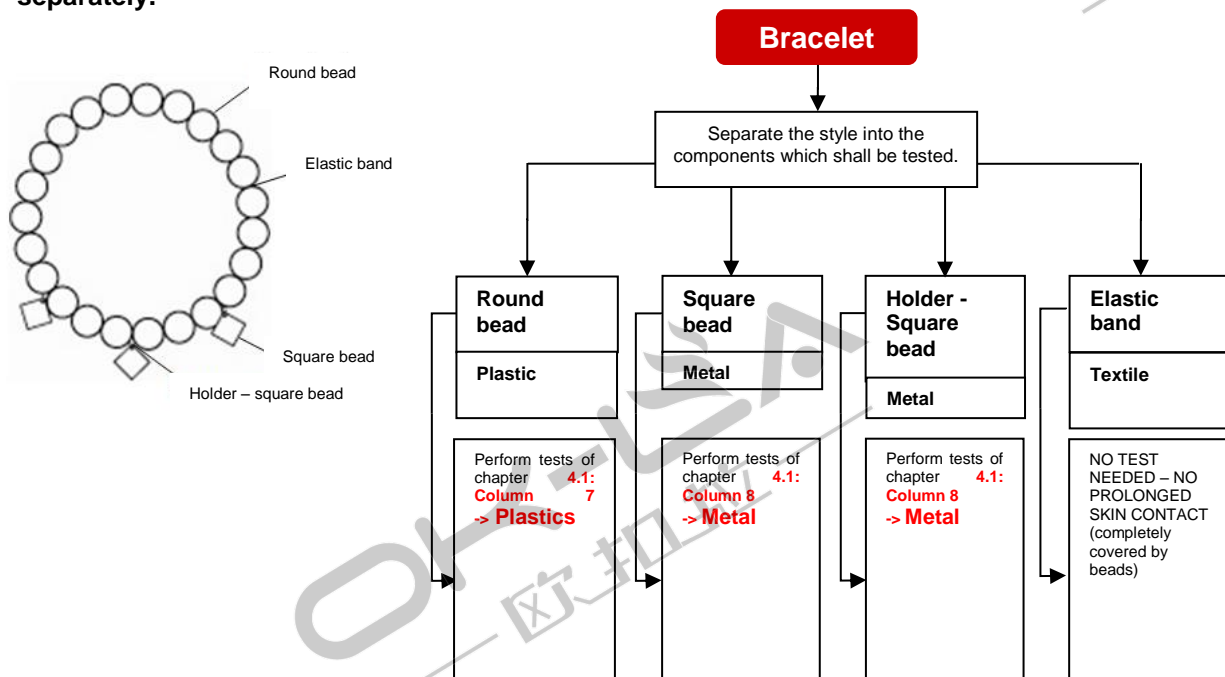 separately.
Round bead
Elastic band
Square bead
Holder – square bead
Bracelet
Separate the style into the
components which shall be tested.
Round
bead
Plastic
Perform tests of
chapter 4.1:
Column 7
-> Plastics
Square
bead
Metal
Perform tests of
chapter 4.1:
Column 8
-> Metal
Holder -
Square
bead
Metal
Perform tests of
chapter 4.1:
Column 8
-> Metal
Elastic
band
Textile
NO TEST
NEEDED – NO
PROLONGED
SKIN CONTACT
(completely
covered by
beads)
欧扣拉